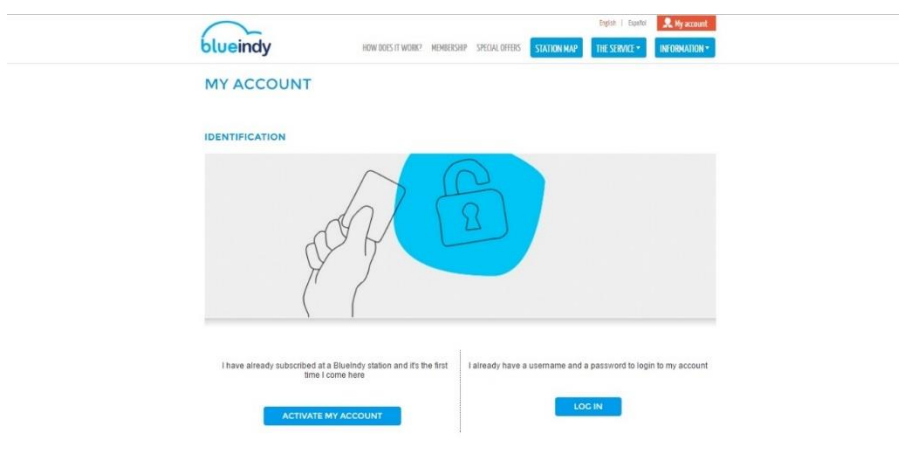 English | Español My account
blueindy
HOW DOES IT WORK? MEMBERSHIP SPECIAL OFFERS STATION MAP THE SERVICE INFORMATION
MY ACCOUNT
IDENTIFICATION
I have already subscribed at a BlueIndy station and it's the first
time I come here
ACTIVATE MY ACCOUNT
I already have a username and a password to login to my account
LOG IN